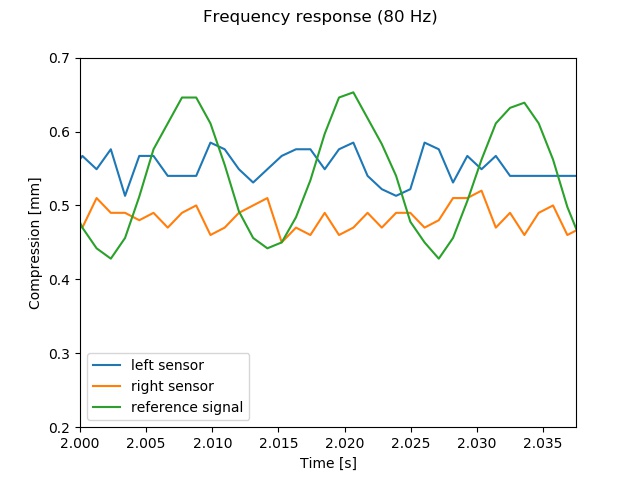 Frequency response (80 Hz)
0.7
0.6
0.5
0.4
0.3
0.2
Compression [mm]
left sensor
right sensor
reference signal
2.000 2.005 2.010 2.015 2.020 2.025 2.030 2.035
Time [s]